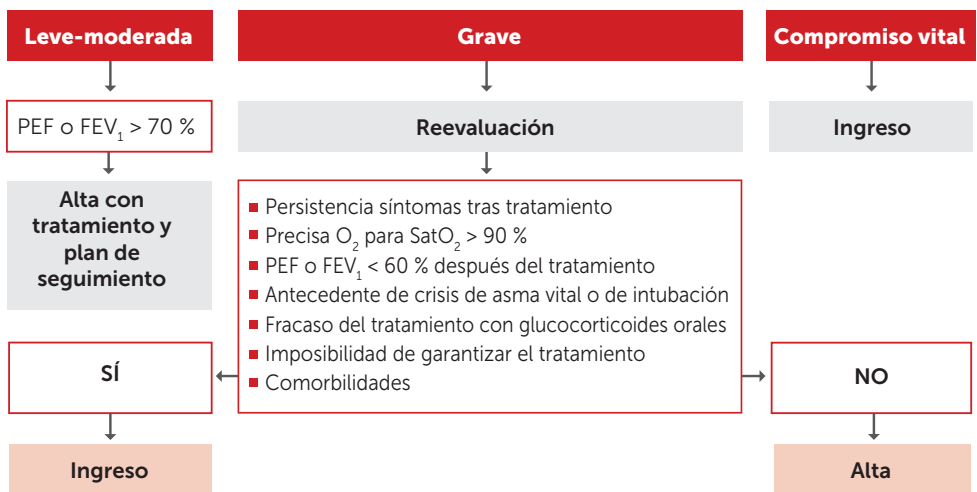 Leve-moderada
Grave
Compromiso vital
PEF o FEV₁ > 70 %
Reevaluación
Ingreso
Alta con
tratamiento y
plan de
seguimiento
■ Persistencia síntomas tras tratamiento
■ Precisa O₂ para SatO₂ > 90 %
■ PEF o FEV₁ < 60 % después del tratamiento
■ Antecedente de crisis de asma vital o de intubación
■ Fracaso del tratamiento con glucocorticoides orales
■ Imposibilidad de garantizar el tratamiento
■ Comorbilidades
SÍ
NO
Ingreso
Alta